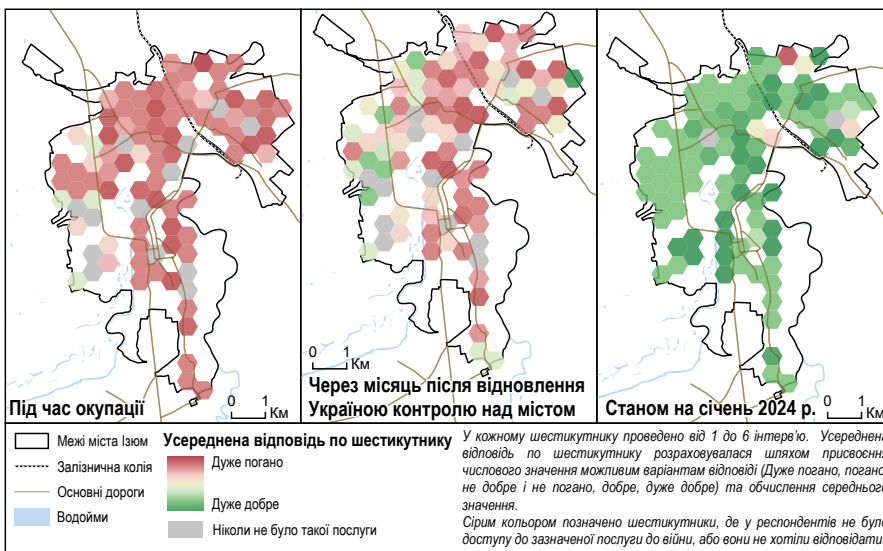 0 1
Км
Під час окупації
0 1
Км
Через місяць після відновлення
Україною контролю над містом
0 1
Км
Станом на січень 2024 р.
Межі міста Ізюм
Залізнична колія
Основні дороги
Водойми
Усереднена відповідь по шестикутнику
Дуже погано
Дуже добре
Ніколи не було такої послуги
У кожному шестикутнику проведено від 1 до 6 інтерв'ю. Усереднена
відповідь по шестикутнику розраховувалася шляхом присвоєння
числового значення можливим варіантам відповіді (Дуже погано, погано,
не добре і не погано, добре, дуже добре) та обчислення середнього
значення.
Сірим кольором позначено шестикутники, де у респондентів не було
доступу до зазначеної послуги до війни, або вони не хотіли відповідати.